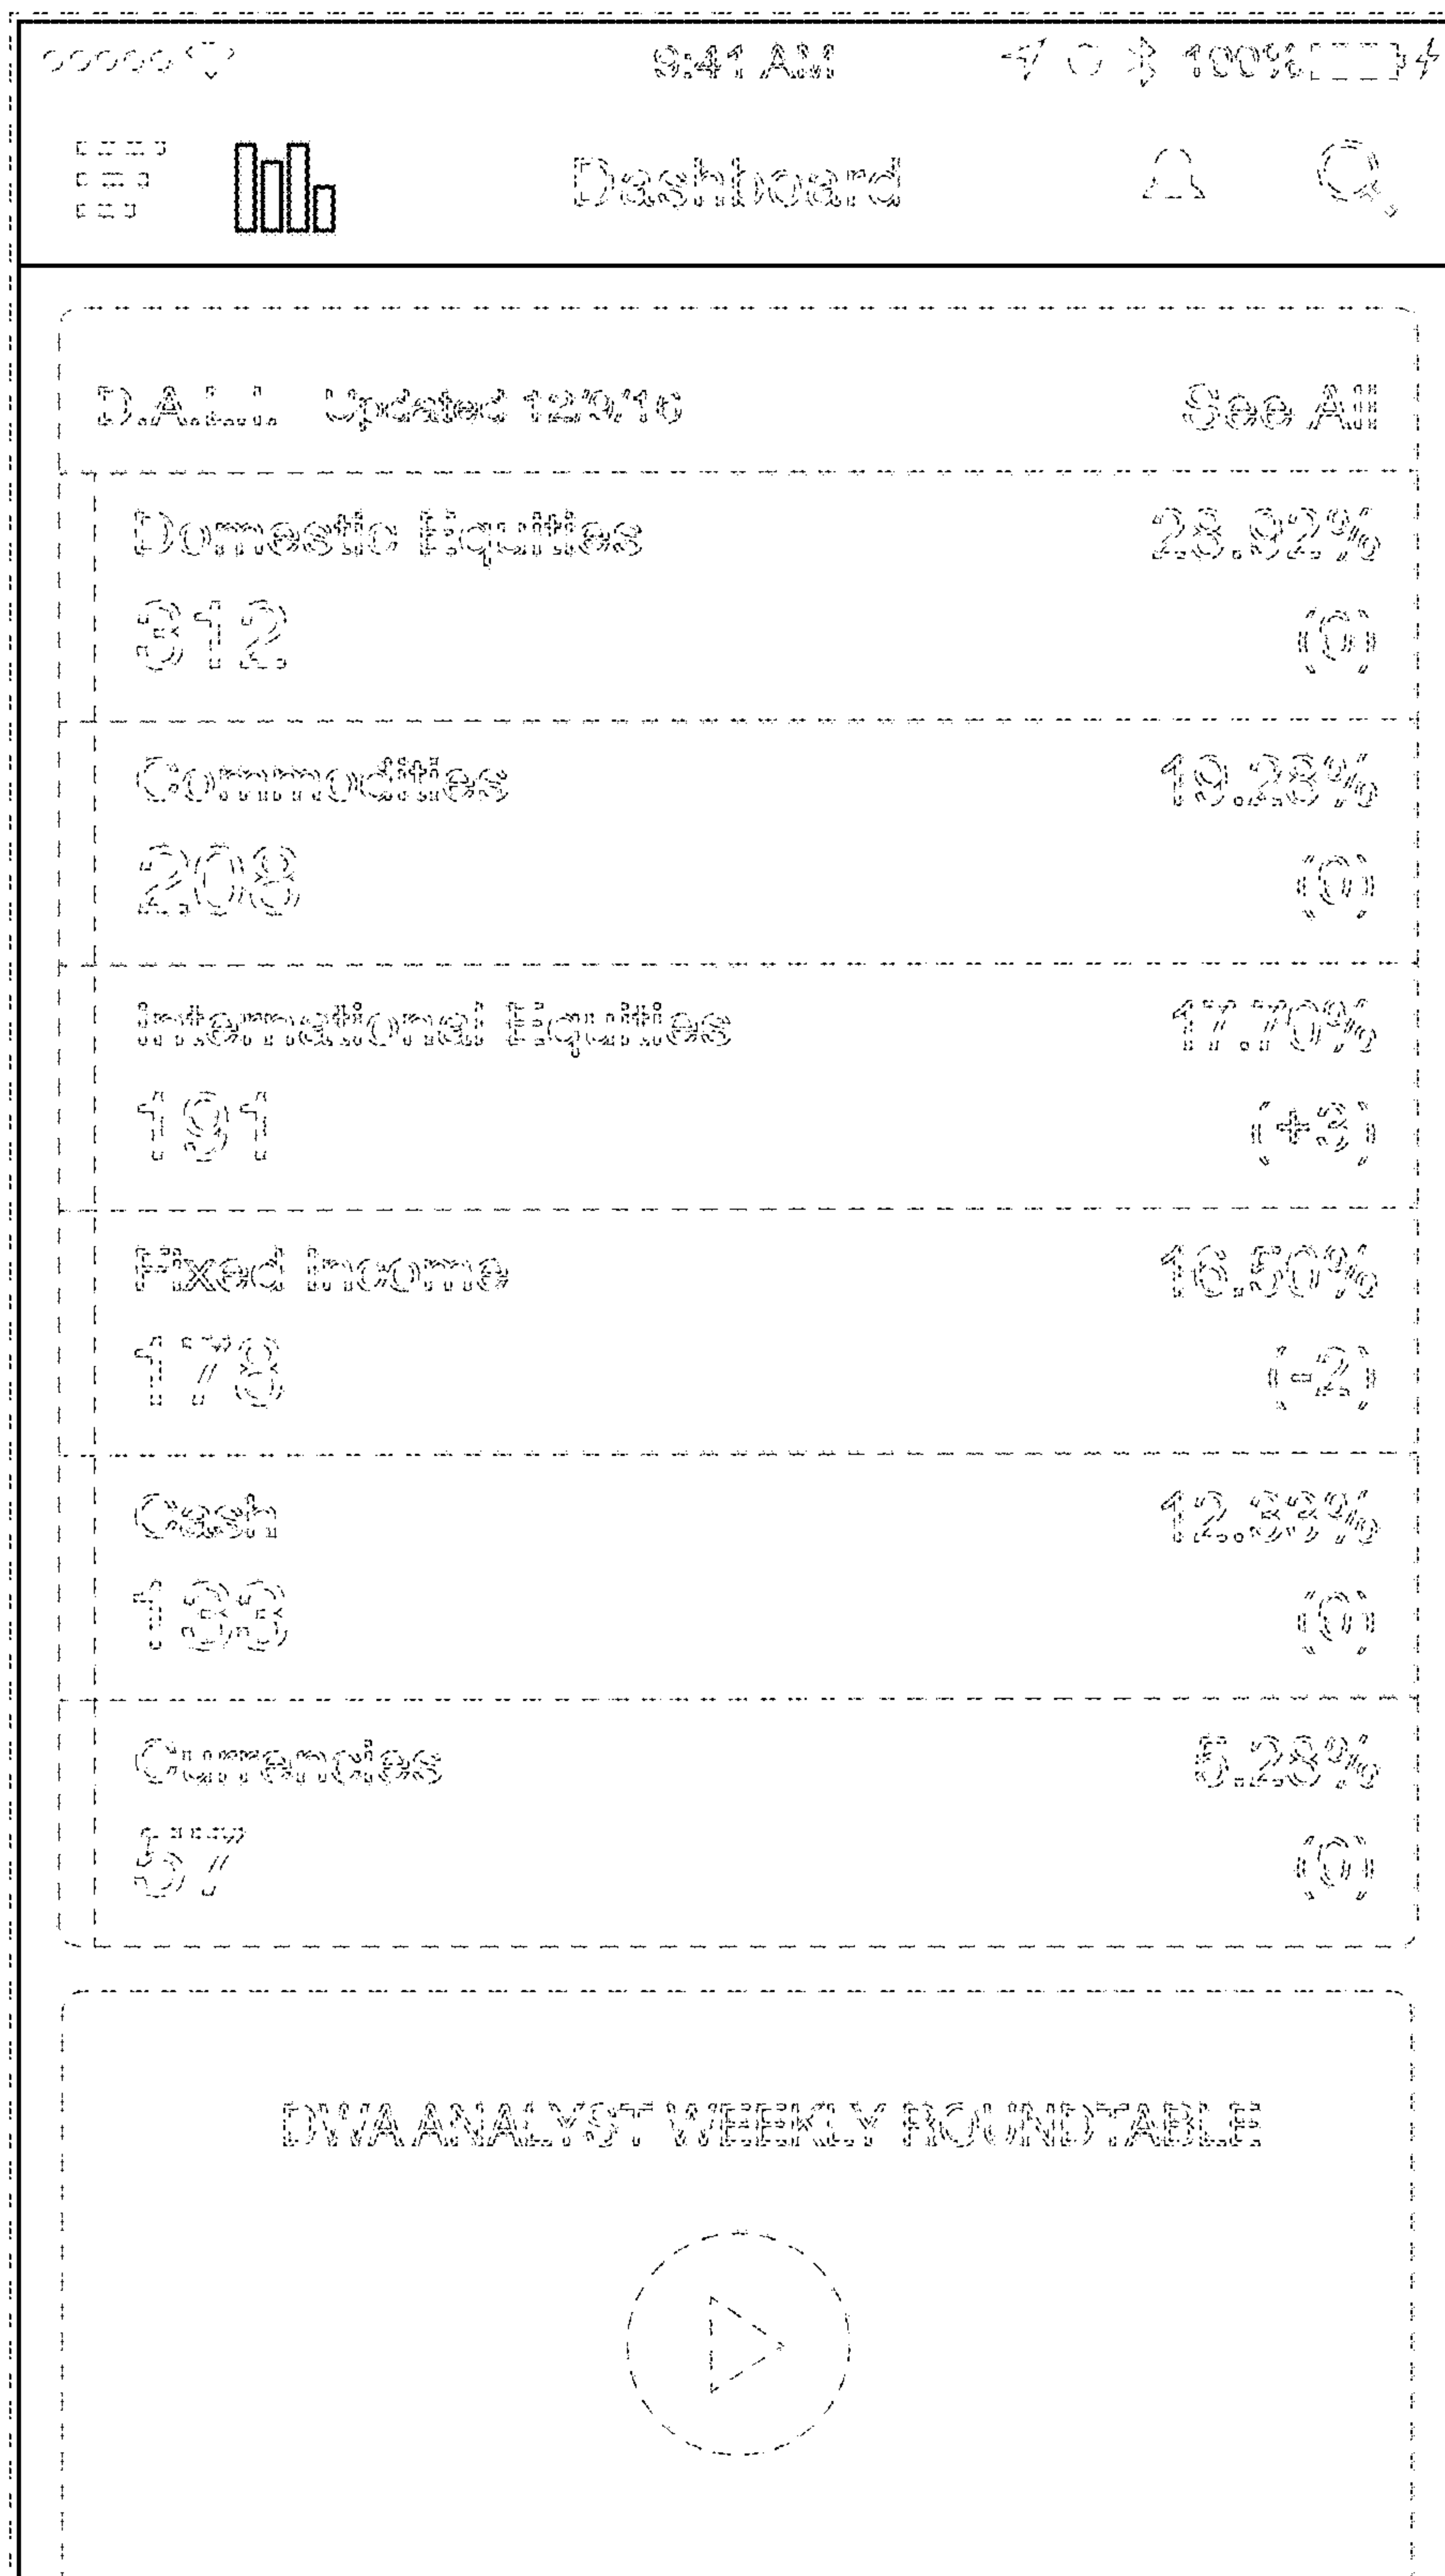 9:41 AM 100%
Dashboard
D.A.L.I. Updated 12/9/16 See All
Domestic Equities 28.92%
312 (0)
Commodities 19.28%
208 (0)
International Equities 17.70%
191 (+3)
Fixed Income 16.50%
178 (-2)
Cash 12.33%
133 (0)
Currencies 5.28%
57 (0)
DWA ANALYST WEEKLY ROUNDTABLE